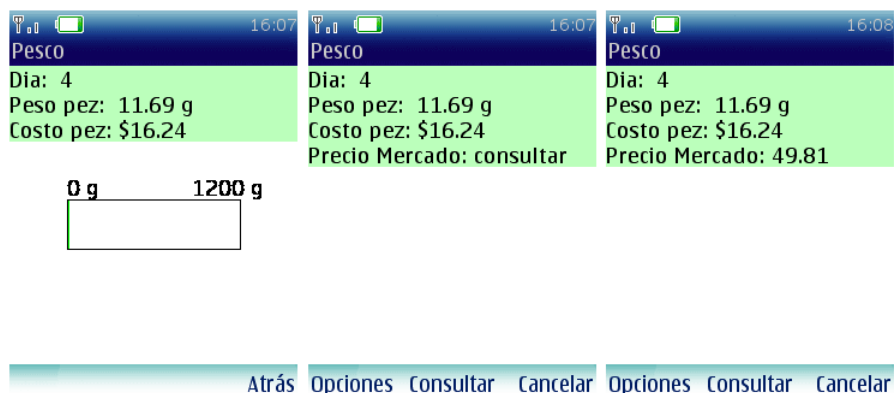 16:07
Pesco
Dia: 4
Peso pez: 11.69 g
Costo pez: $16.24
0 g 1200 g
Atrás
16:07
Pesco
Dia: 4
Peso pez: 11.69 g
Costo pez: $16.24
Precio Mercado: consultar
Opciones Consultar Cancelar
16:08
Pesco
Dia: 4
Peso pez: 11.69 g
Costo pez: $16.24
Precio Mercado: 49.81
Opciones Consultar Cancelar